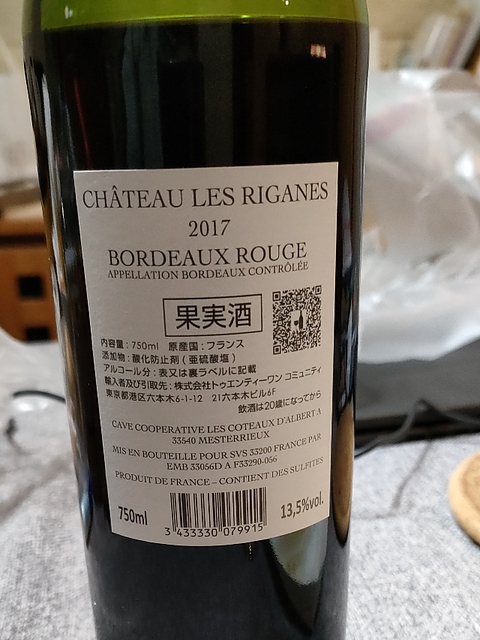 CHÂTEAU LES RIGANES
2017
BORDEAUX ROUGE
APPELLATION BORDEAUX CONTRÔLÉE
果実酒
内容量：750ml 原産国：フランス
添加物：酸化防止剤（亜硫酸塩）
アルコール分：表又は裏ラベルに記載
輸入者及び引取先：株式会社トゥエンティーワン コミュニティ
東京都港区六本木6-1-12 21六本木ビル6F
飲酒は20歳になってから
CAVE COOPERATIVE LES COTEAUX D'ALBERT A
33540 MESTERRIEUX
MIS EN BOUTEILLE POUR SVS 33200 FRANCE PAR
EMB 33056D A F33290-056
PRODUIT DE FRANCE – CONTIENT DES SULFITES
750ml
3 433330 079915
13,5%vol.